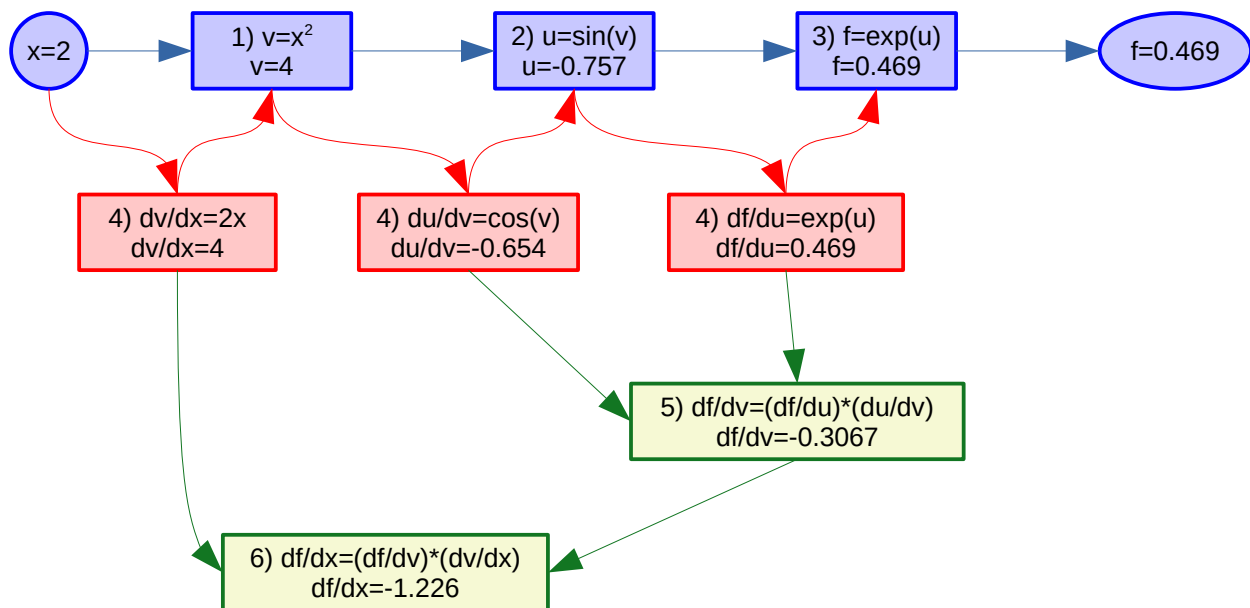 x=2
1) v=x²
v=4
2) u=sin(v)
u=-0.757
3) f=exp(u)
f=0.469
f=0.469
4) dv/dx=2x
dv/dx=4
4) du/dv=cos(v)
du/dv=-0.654
4) df/du=exp(u)
df/du=0.469
5) df/dv=(df/du)*(du/dv)
df/dv=-0.3067
6) df/dx=(df/dv)*(dv/dx)
df/dx=-1.226